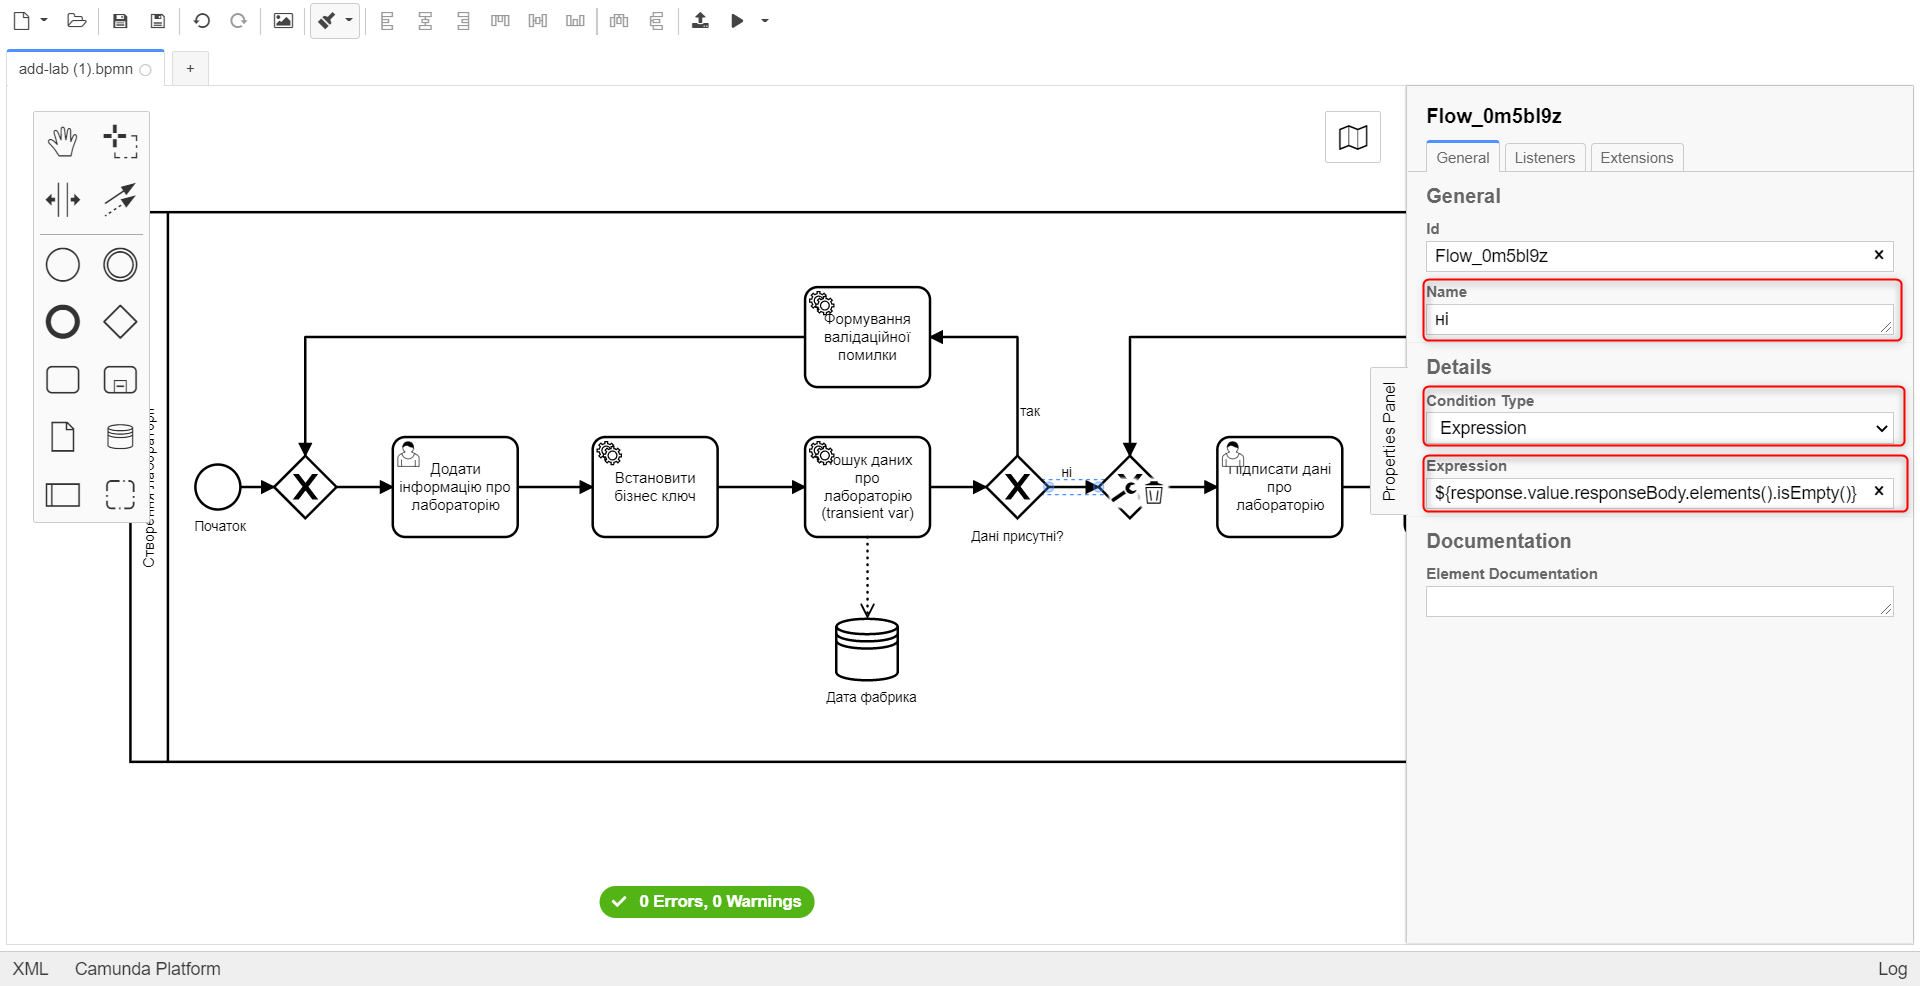 add-lab (1).bpmn
+
Flow_0m5bl9z
General
Listeners
Extensions
General
Id
Flow_0m5bl9z
Name
ні
Details
Condition Type
Expression
Expression
${response.value.responseBody.elements().isEmpty()}
Documentation
Element Documentation
Properties Panel
Початок
Додати
інформацію про
лабораторію
Встановити
бізнес ключ
Формування
валідаційної
помилки
ошук даних
про
лабораторію
(transient var)
Дата фабрика
так
ні
Дані присутні?
Підписати дані
про
лабораторію
0 Errors, 0 Warnings
XML
Camunda Platform
Log